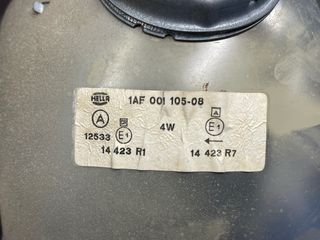 HELLA 1AF 001 105-08
A E1 4W A E1
12533
14 423 R1 14 423 R7